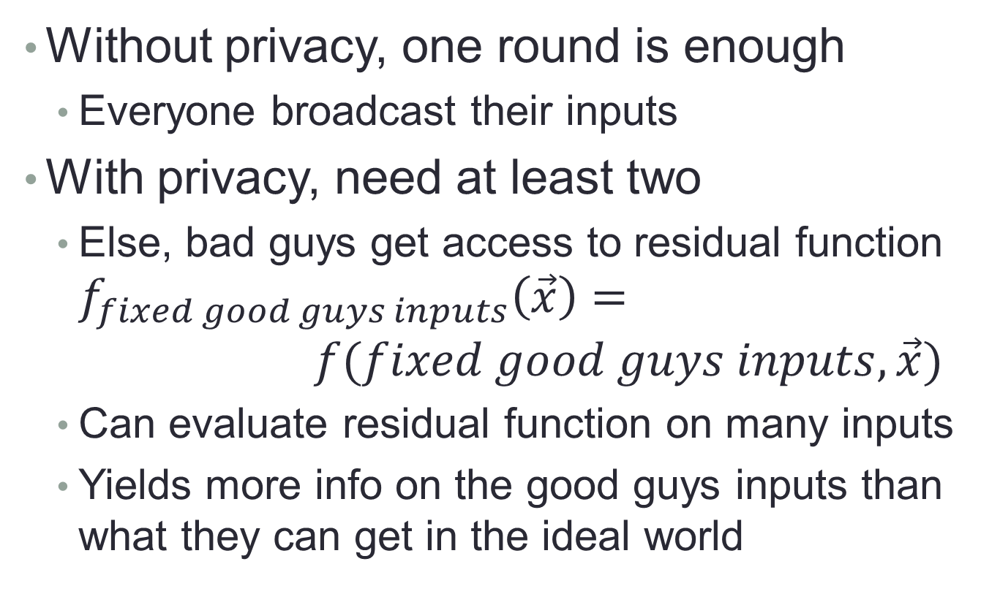 • Without privacy, one round is enough
• Everyone broadcast their inputs
• With privacy, need at least two
• Else, bad guys get access to residual function
f_{fixed good guys inputs}(x⃗) =
f(fixed good guys inputs, x⃗)
• Can evaluate residual function on many inputs
• Yields more info on the good guys inputs than
what they can get in the ideal world